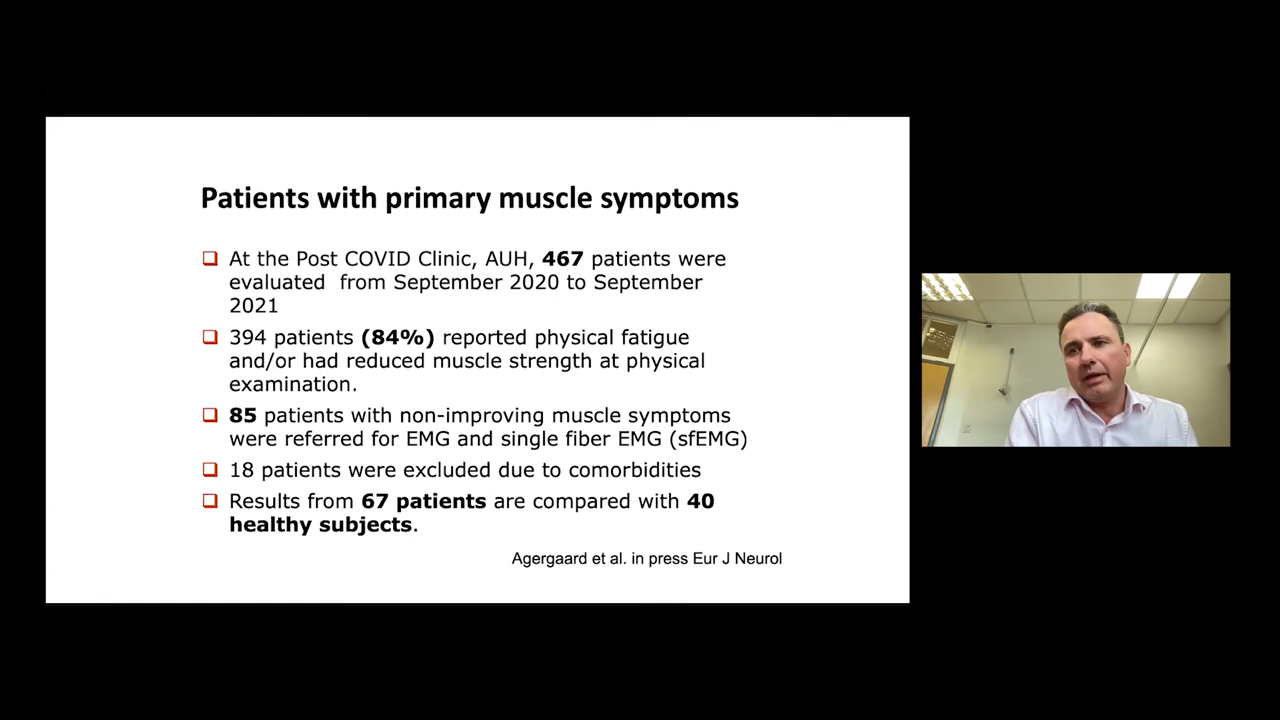 Patients with primary muscle symptoms
At the Post COVID Clinic, AUH, 467 patients were
evaluated  from September 2020 to September
2021
394 patients (84%) reported physical fatigue
and/or had reduced muscle strength at physical
examination.
85 patients with non-improving muscle symptoms
were referred for EMG and single fiber EMG (sfEMG)
18 patients were excluded due to comorbidities
Results from 67 patients are compared with 40
healthy subjects.
Agergaard et al. in press Eur J Neurol